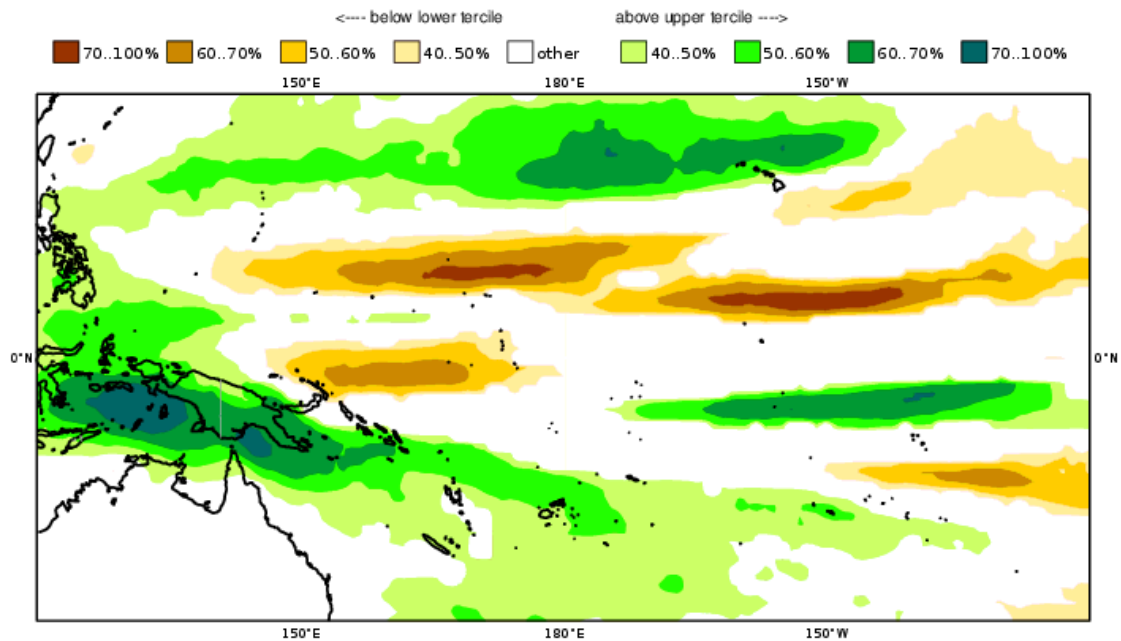 <---- below lower tercile above upper tercile ---->
70..100% 60..70% 50..60% 40..50% other 40..50% 50..60% 60..70% 70..100%
150°E 180°E 150°W
0°N 0°N
150°E 180°E 150°W